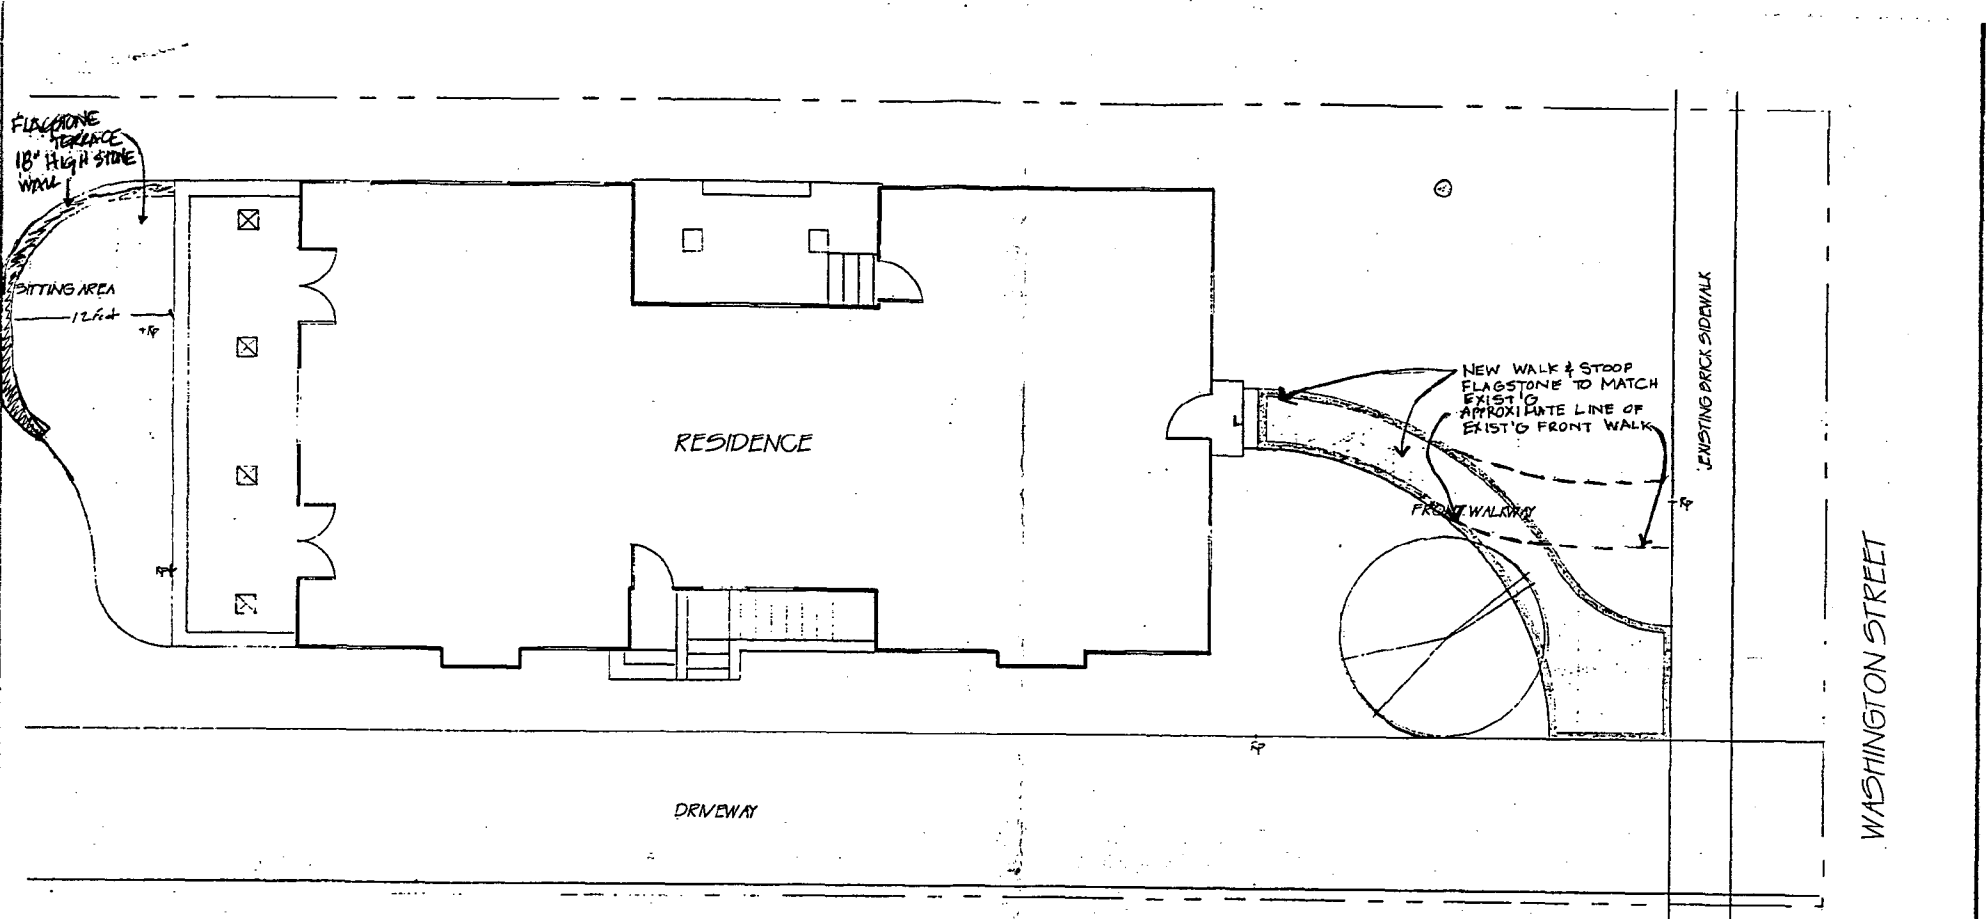 FLAGSTONE
TERRACE
18" HIGH STONE
WALL
SITTING AREA
12 Feet
RESIDENCE
NEW WALK & STOOP
FLAGSTONE TO MATCH
EXIST'G
APPROXIMATE LINE OF
EXIST'G FRONT WALK
FRONT WALKWAY
EXISTING BRICK SIDEWALK
WASHINGTON STREET
DRIVEWAY